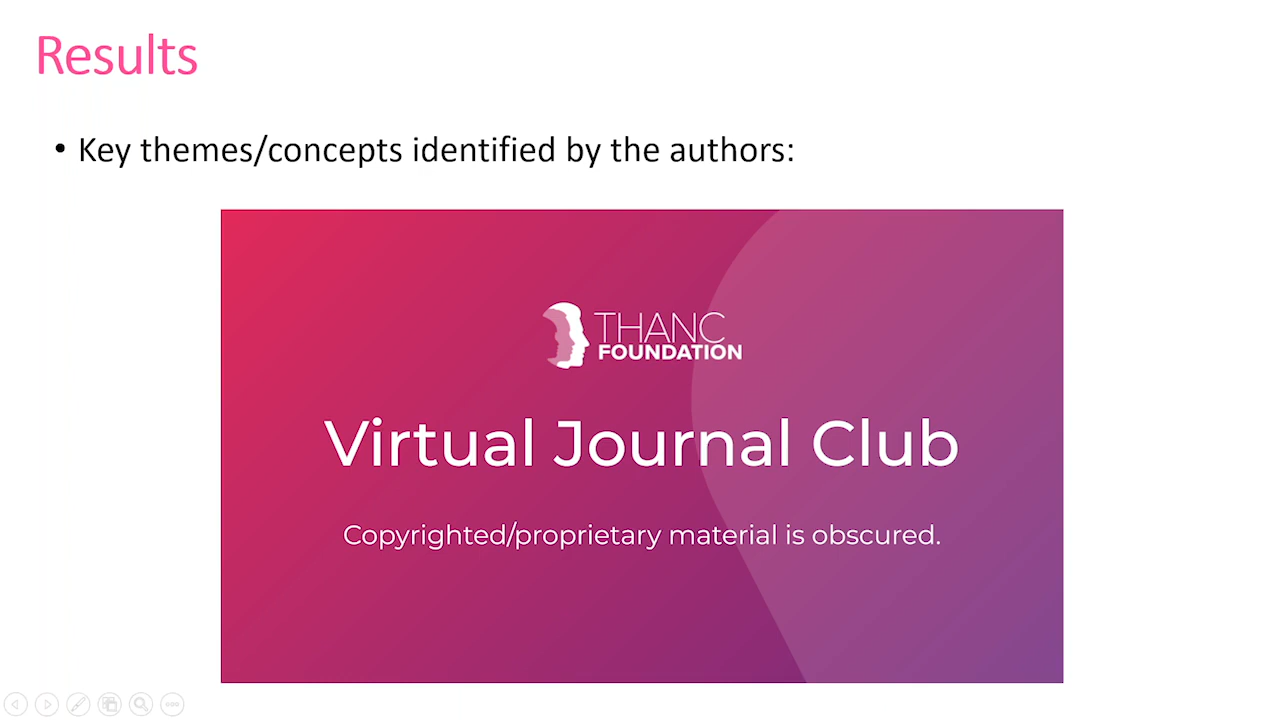 Results
• Key themes/concepts identified by the authors:
THANC
FOUNDATION
Virtual Journal Club
Copyrighted/proprietary material is obscured.